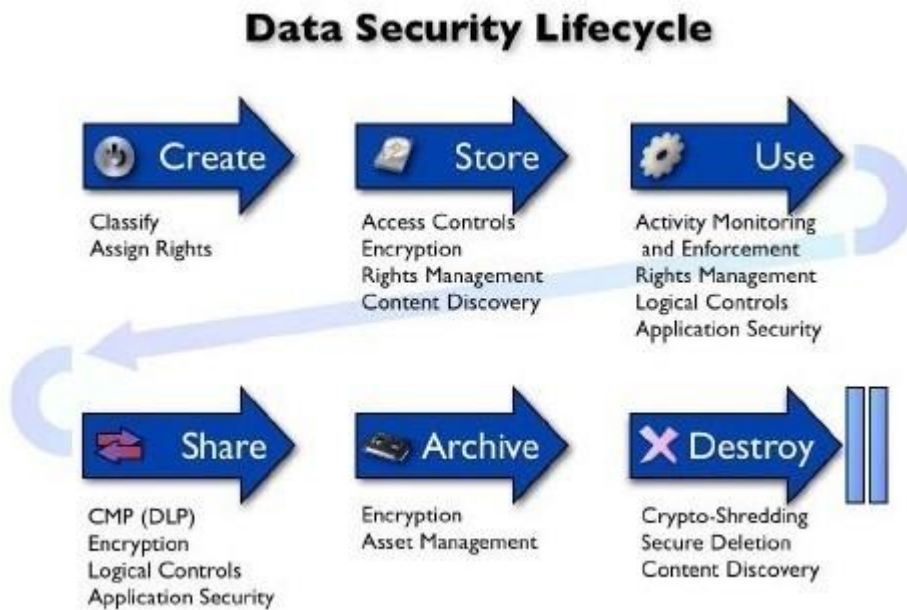 Data Security Lifecycle
Create
Classify
Assign Rights
Store
Access Controls
Encryption
Rights Management
Content Discovery
Use
Activity Monitoring
and Enforcement
Rights Management
Logical Controls
Application Security
Share
CMP (DLP)
Encryption
Logical Controls
Application Security
Archive
Encryption
Asset Management
Destroy
Crypto-Shredding
Secure Deletion
Content Discovery